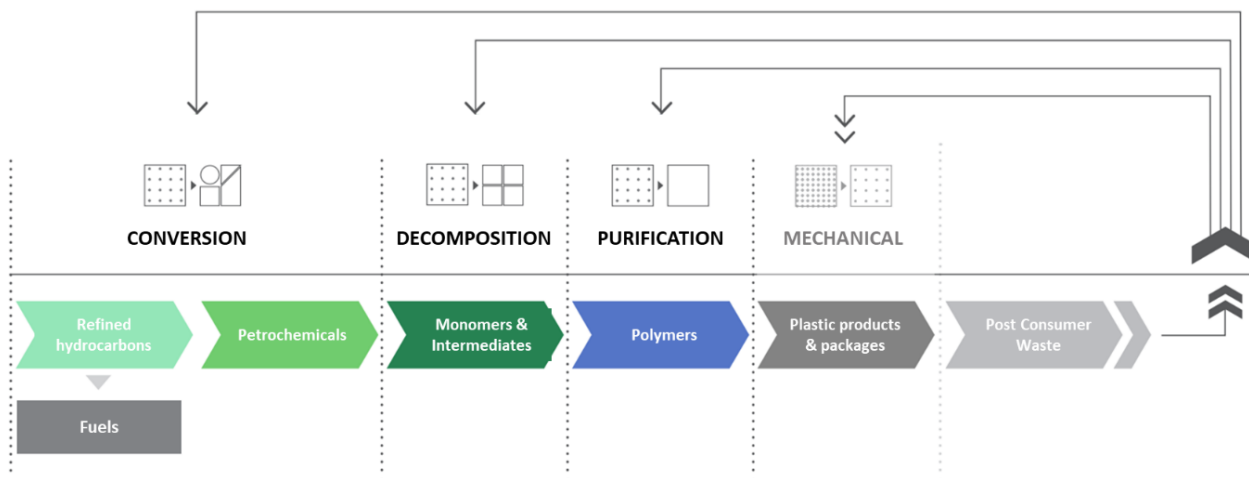 CONVERSION
DECOMPOSITION
PURIFICATION
MECHANICAL
Refined
hydrocarbons
Petrochemicals
Monomers &
Intermediates
Polymers
Plastic products
& packages
Post Consumer
Waste
Fuels